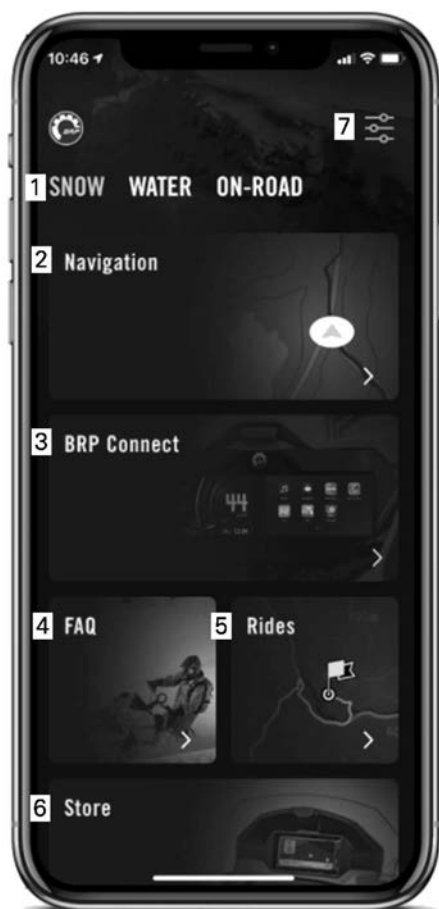 10:46
7
1 SNOW WATER ON-ROAD
2 Navigation
3 BRP Connect
4 FAQ
5 Rides
6 Store